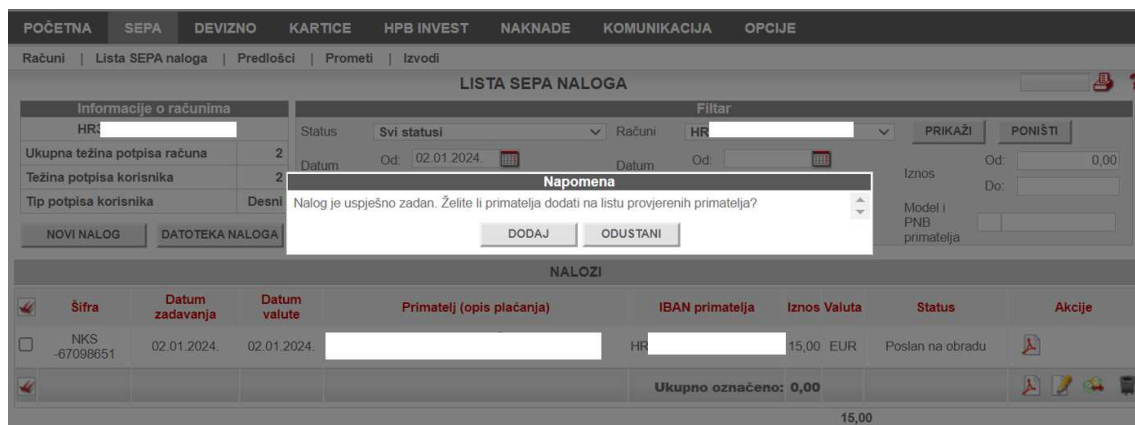 POČETNA SEPA DEVIZNO KARTICE HPB INVEST NAKNADE KOMUNIKACIJA OPCIJE
Računi | Lista SEPA naloga | Predlošci | Prometi | Izvodi
LISTA SEPA NALOGA
Informacije o računima
HR
Ukupna težina potpisa računa 2
Težina potpisa korisnika 2
Tip potpisa korisnika Desni
NOVI NALOG DATOTEKA NALOGA
Filtar
Status Svi statusi Računi HR PRIKAŽI PONIŠTI
Datum Od: 02.01.2024. Datum Od: Iznos Od: 0,00
Do:
Model i PNB primatelja
Napomena
Nalog je uspješno zadan. Želite li primatelja dodati na listu provjerenih primatelja?
DODAJ ODUSTANI
NALOZI
Šifra Datum zadavanja Datum valute Primatelj (opis plaćanja) IBAN primatelja Iznos Valuta Status Akcije
NKS -67098651 02.01.2024. 02.01.2024. HR 15,00 EUR Poslan na obradu
Ukupno označeno: 0,00
15,00